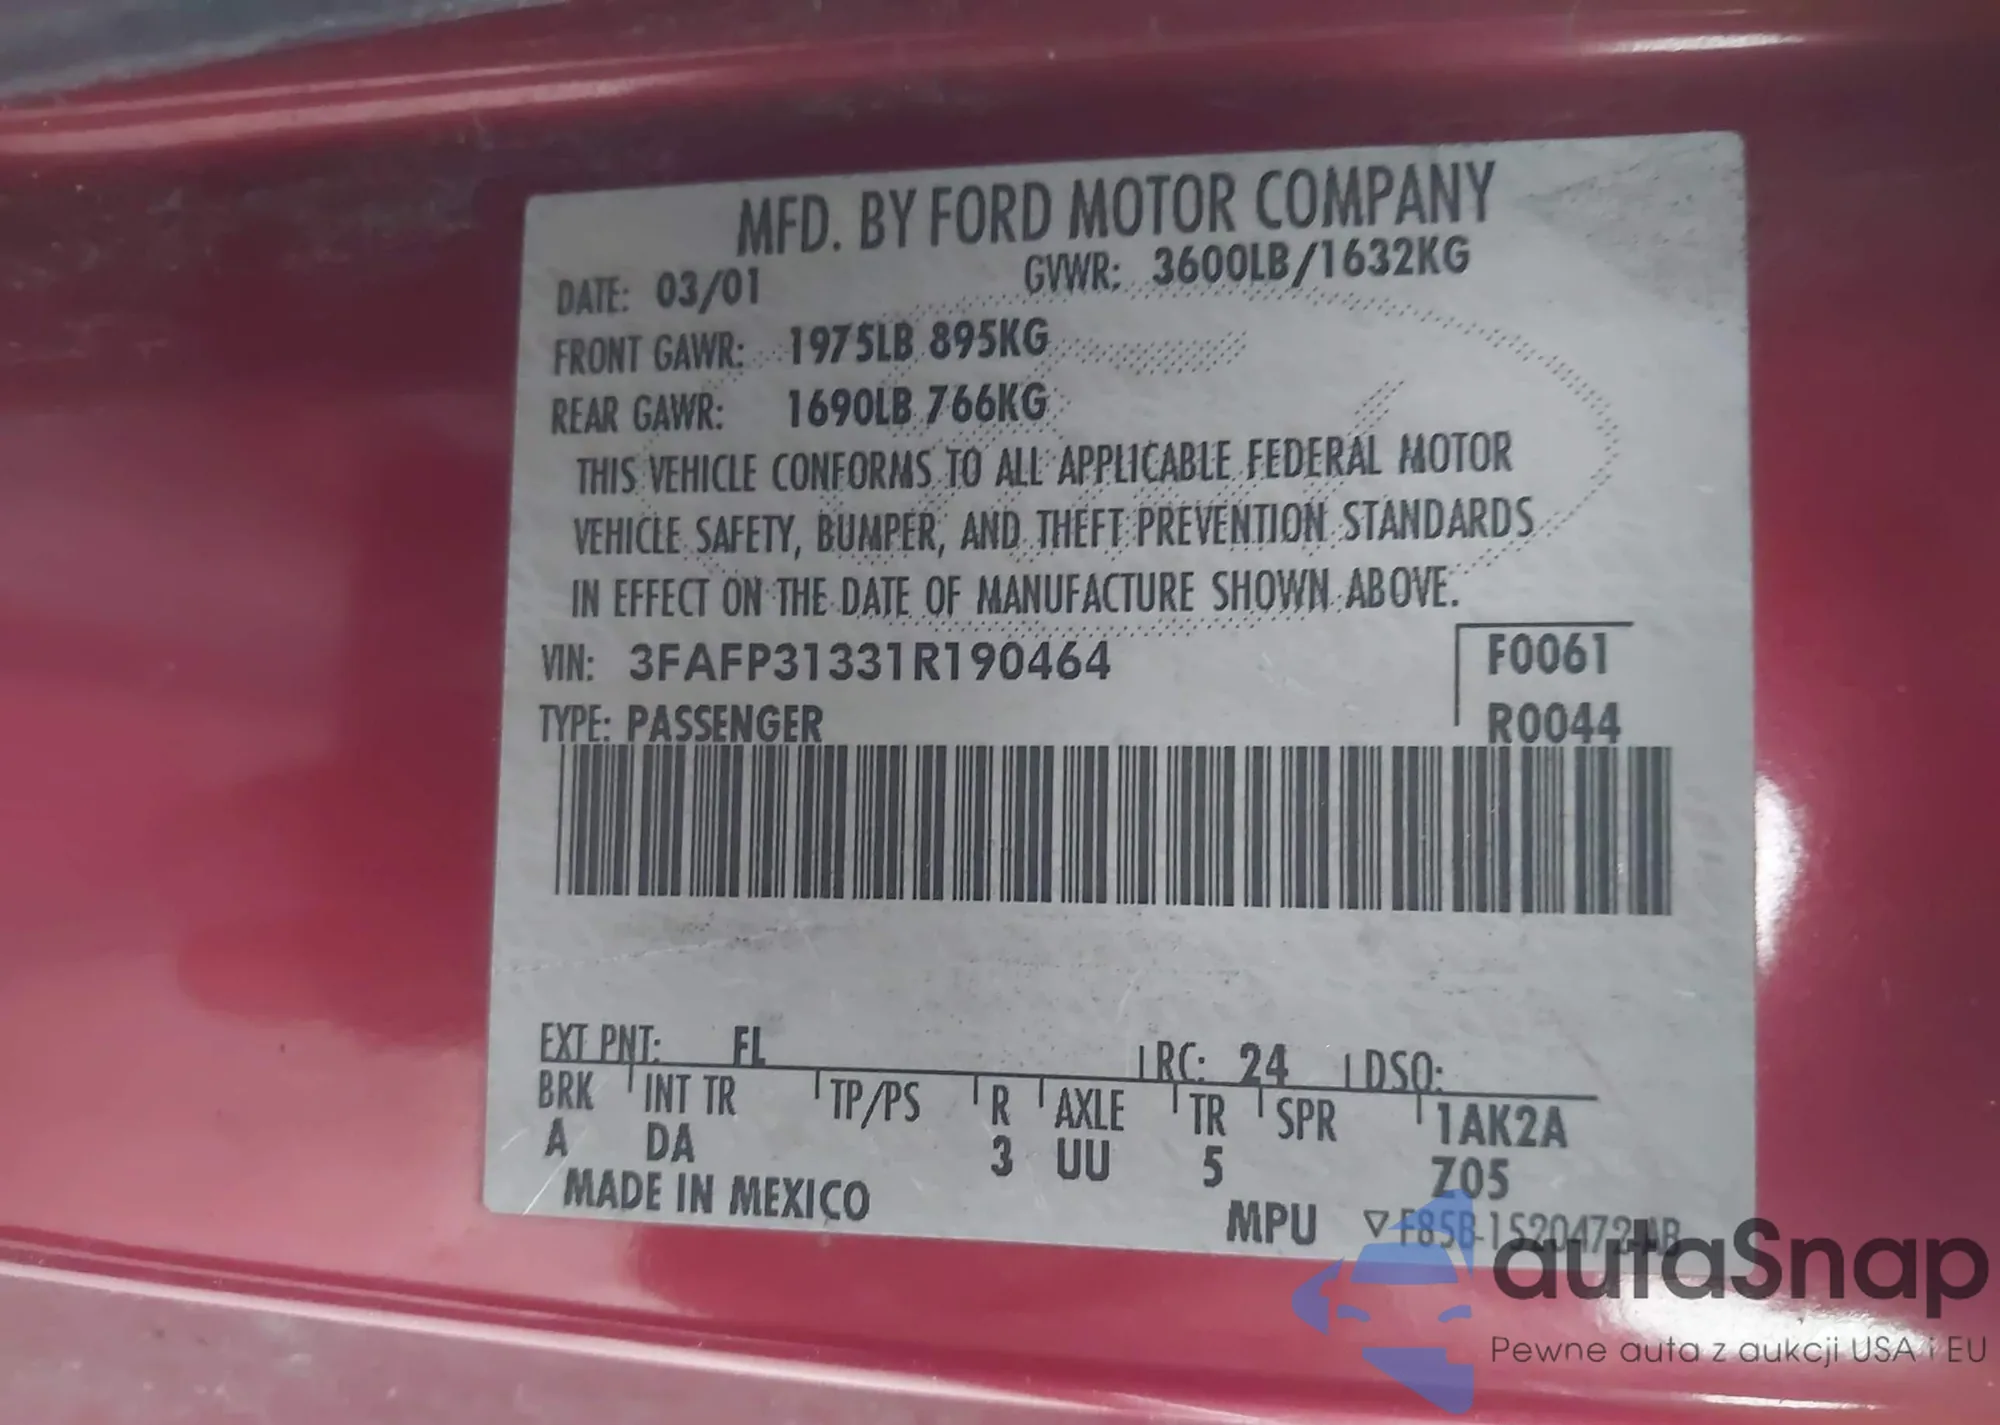 MFD. BY FORD MOTOR COMPANY
DATE: 03/01 GVWR: 3600LB/1632KG
FRONT GAWR: 1975LB 895KG
REAR GAWR: 1690LB 766KG
THIS VEHICLE CONFORMS TO ALL APPLICABLE FEDERAL MOTOR
VEHICLE SAFETY, BUMPER, AND THEFT PREVENTION STANDARDS
IN EFFECT ON THE DATE OF MANUFACTURE SHOWN ABOVE.
VIN: 3FAFP31331R190464 F0061
TYPE: PASSENGER R0044
EXT PNT: FL RC: 24 DSO:
BRK INT TR TP/PS R AXLE TR SPR 1AK2A
A DA 3 UU 5 Z05
MADE IN MEXICO
MPU F85B-1520472-AB
autaSnap
Pewne auta z aukcji USA i EU